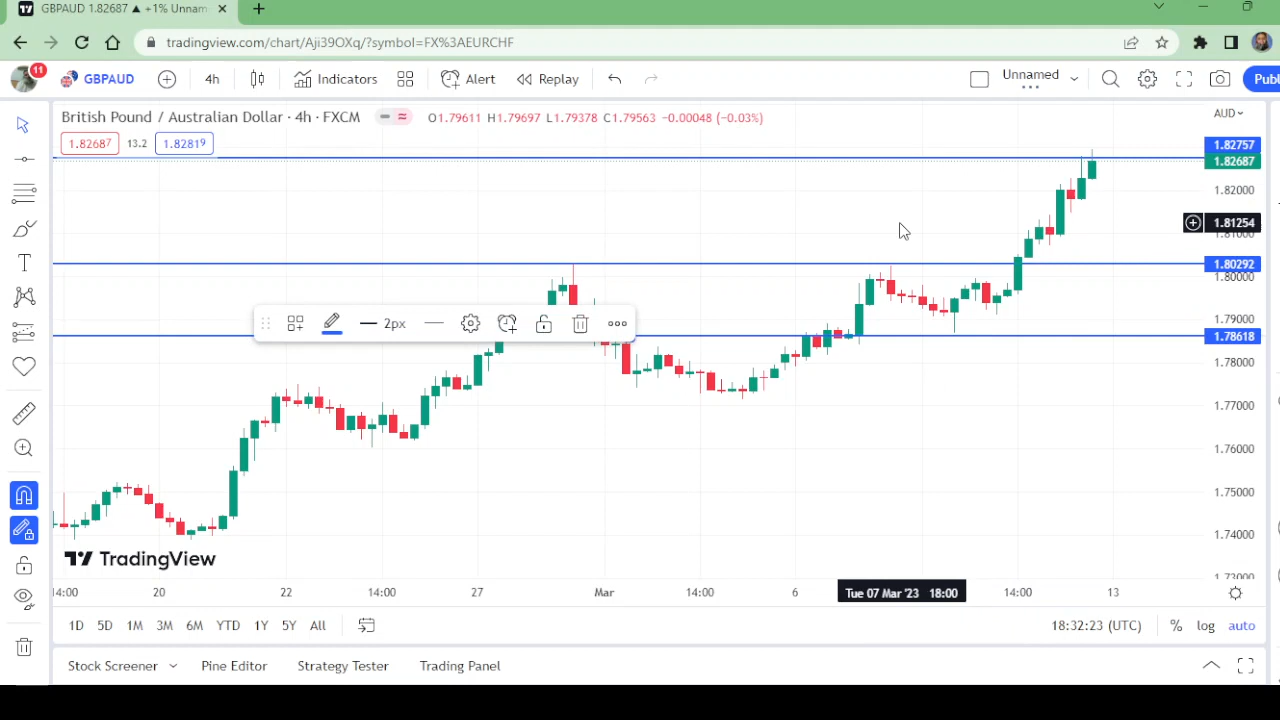 GBPAUD 1.82687 ▲ +1% Unnam
tradingview.com/chart/Aji39OXq/?symbol=FX%3AEURCHF
11
GBPAUD
4h
Indicators
Alert
Replay
Unnamed
Publ
British Pound / Australian Dollar · 4h · FXCM
O1.79611 H1.79697 L1.79378 C1.79563 -0.00048 (-0.03%)
AUD
1.82687
13.2
1.82819
1.82757
1.82687
1.82000
1.81254
1.81000
1.80292
1.80000
1.79000
1.78618
1.78000
1.77000
1.76000
1.75000
1.74000
1.73000
2px
TradingView
14:00
20
22
14:00
27
Mar
14:00
6
Tue 07 Mar '23 18:00
14:00
13
1D 5D 1M 3M 6M YTD 1Y 5Y All
18:32:23 (UTC)
% log auto
Stock Screener
Pine Editor
Strategy Tester
Trading Panel